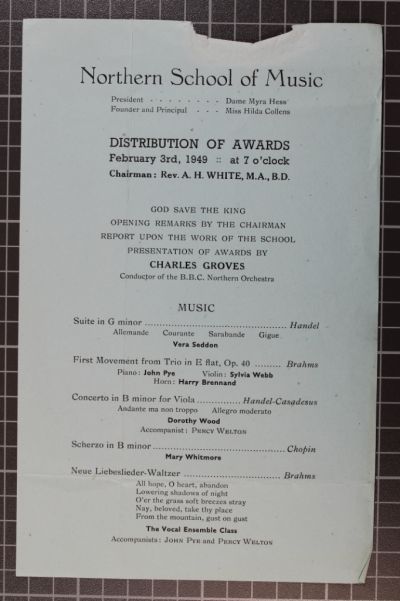 Northern School of Music
President - - - - - - - - Dame Myra Hess
Founder and Principal - - - Miss Hilda Collens
DISTRIBUTION OF AWARDS
February 3rd, 1949 :: at 7 o'clock
Chairman: Rev. A. H. WHITE, M.A., B.D.
GOD SAVE THE KING
OPENING REMARKS BY THE CHAIRMAN
REPORT UPON THE WORK OF THE SCHOOL
PRESENTATION OF AWARDS BY
CHARLES GROVES
Conductor of the B.B.C. Northern Orchestra
MUSIC
Suite in G minor ................................................ Handel
Allemande Courante Sarabande Gigue
Vera Seddon
First Movement from Trio in E flat, Op. 40 ......... Brahms
Piano: John Pye Violin: Sylvia Webb
Horn: Harry Brennand
Concerto in B minor for Viola ............... Handel-Casadesus
Andante ma non troppo Allegro moderato
Dorothy Wood
Accompanist: PERCY WELTON
Scherzo in B minor ............................................. Chopin
Mary Whitmore
Neue Liebeslieder-Waltzer .................................. Brahms
All hope, O heart, abandon
Lowering shadows of night
O'er the grass soft breezes stray
Nay, beloved, take thy place
From the mountain, gust on gust
The Vocal Ensemble Class
Accompanists: JOHN PYE and PERCY WELTON